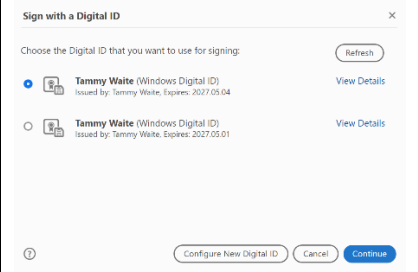 Sign with a Digital ID
Choose the Digital ID that you want to use for signing:
Refresh
Tammy Waite (Windows Digital ID)
View Details
Issued by: Tammy Waite, Expires: 2027.05.04
Tammy Waite (Windows Digital ID)
View Details
Issued by: Tammy Waite, Expires: 2027.05.01
Configure New Digital ID
Cancel
Continue